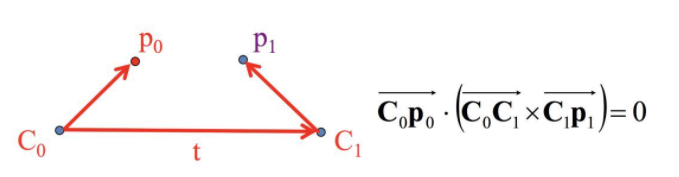 p₀ p₁
C₀ C₁
t
C₀p₀ · (C₀C₁ × C₁p₁) = 0